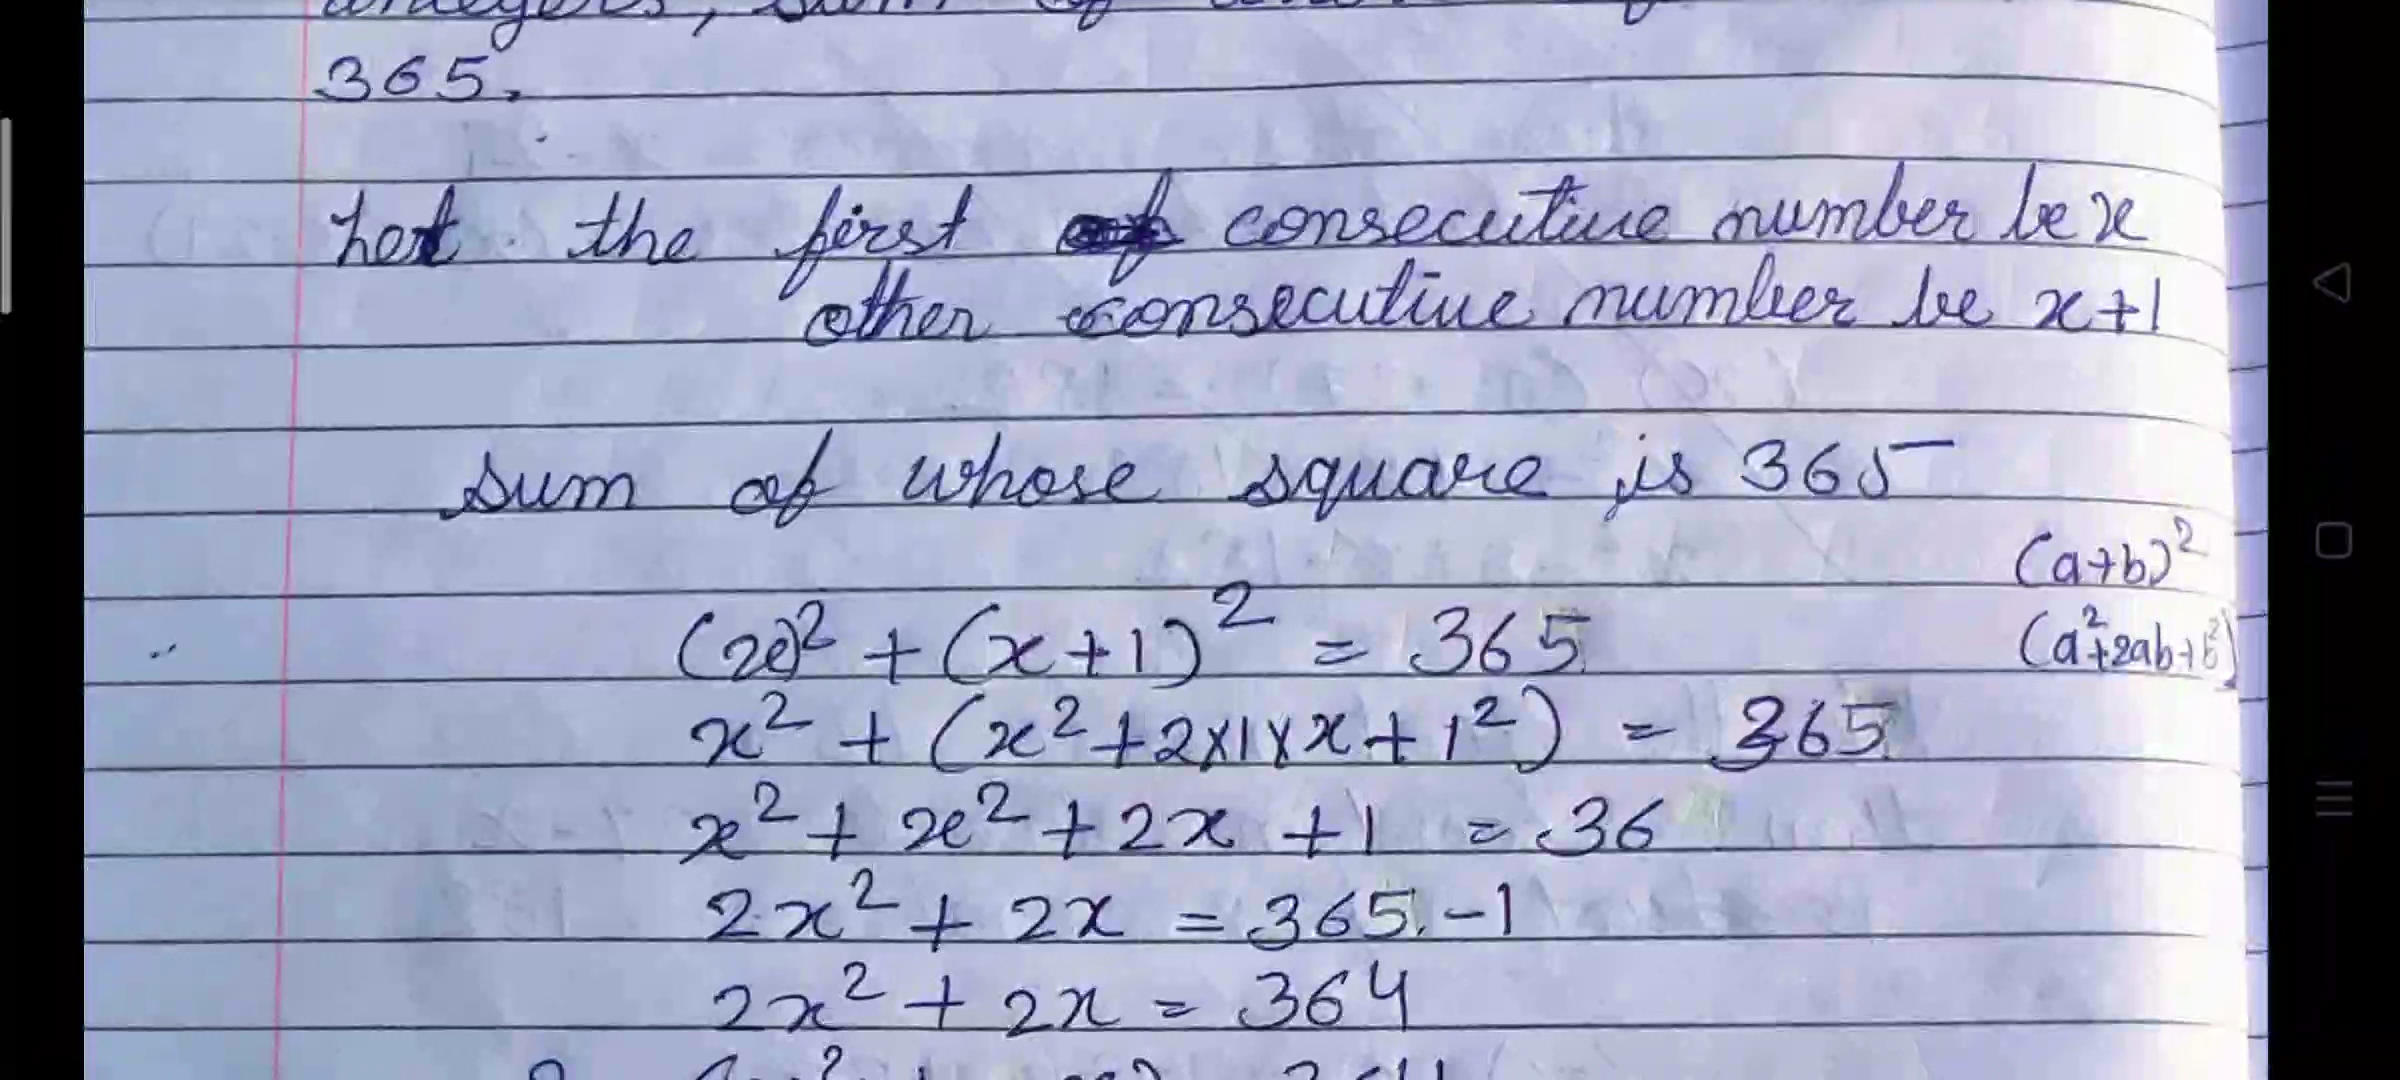 365.
Let the first consecutive number be x
other consecutive number be x+1
sum of whose square is 365
(a+b)²
(x)² + (x+1)² = 365
(a²+2ab+b²)
x² + (x²+2×1×x+1²) = 365
x² + x² + 2x + 1 = 36
2x² + 2x = 365-1
2x² + 2x = 364